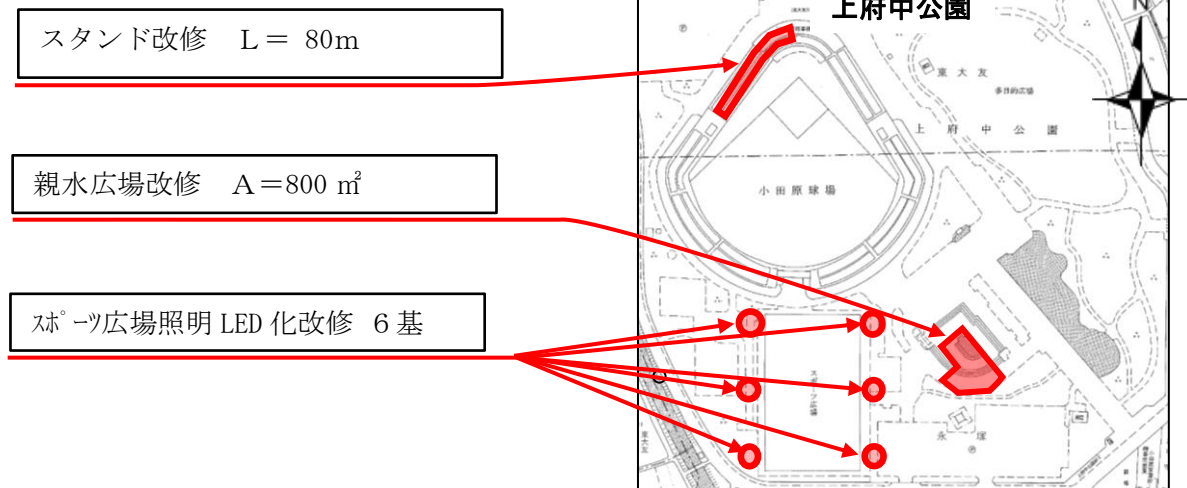 上府中公園
N
スタンド改修 L＝ 80m
東大友
多目的広場
上府中公園
親水広場改修 A＝800 ㎡
小田原球場
ｽﾎﾟｰﾂ広場照明 LED 化改修 6基
スポーツ広場
永塚
東大友